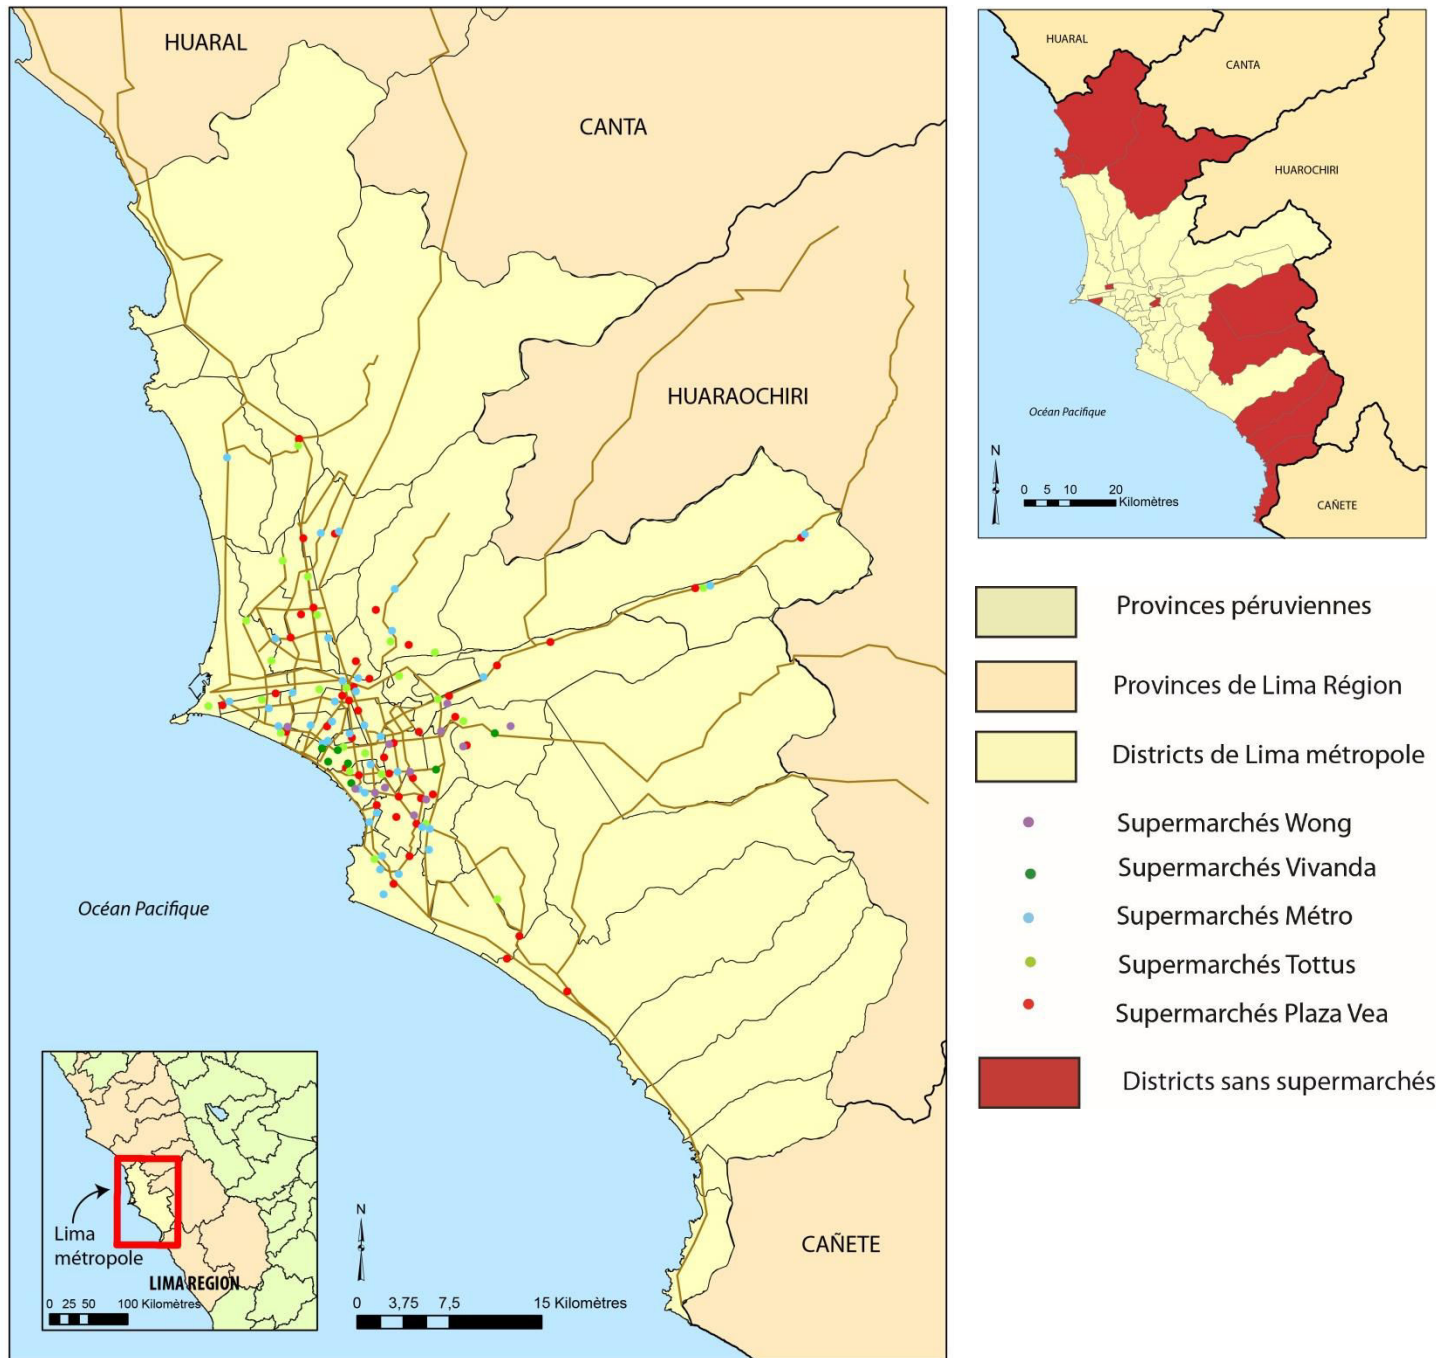 HUARAL
CANTA
HUARAOCHIRI
CAÑETE
Océan Pacifique
Lima
métropole
LIMA REGION
0 25 50 100 Kilomètres
N
0 3,75 7,5 15 Kilomètres
HUARAL
CANTA
HUAROCHIRI
Océan Pacifique
N
0 5 10 20
Kilomètres
CAÑETE
Provinces péruviennes
Provinces de Lima Région
Districts de Lima métropole
Supermarchés Wong
Supermarchés Vivanda
Supermarchés Métro
Supermarchés Tottus
Supermarchés Plaza Vea
Districts sans supermarchés